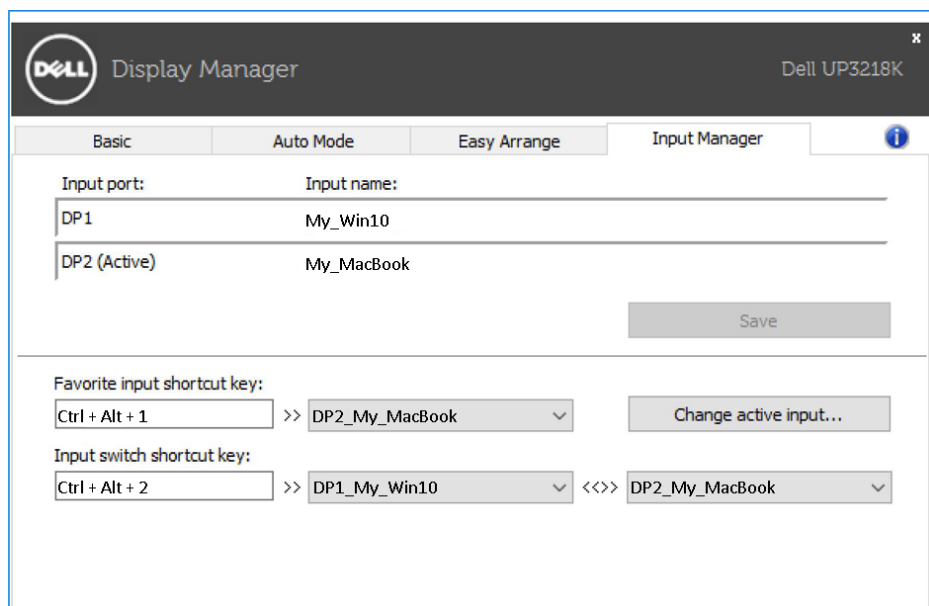 DELL Display Manager Dell UP3218K x
Basic Auto Mode Easy Arrange Input Manager i
Input port: Input name:
DP1 My_Win10
DP2 (Active) My_MacBook
Save
Favorite input shortcut key:
Ctrl + Alt + 1 >> DP2_My_MacBook Change active input...
Input switch shortcut key:
Ctrl + Alt + 2 >> DP1_My_Win10 <<>> DP2_My_MacBook